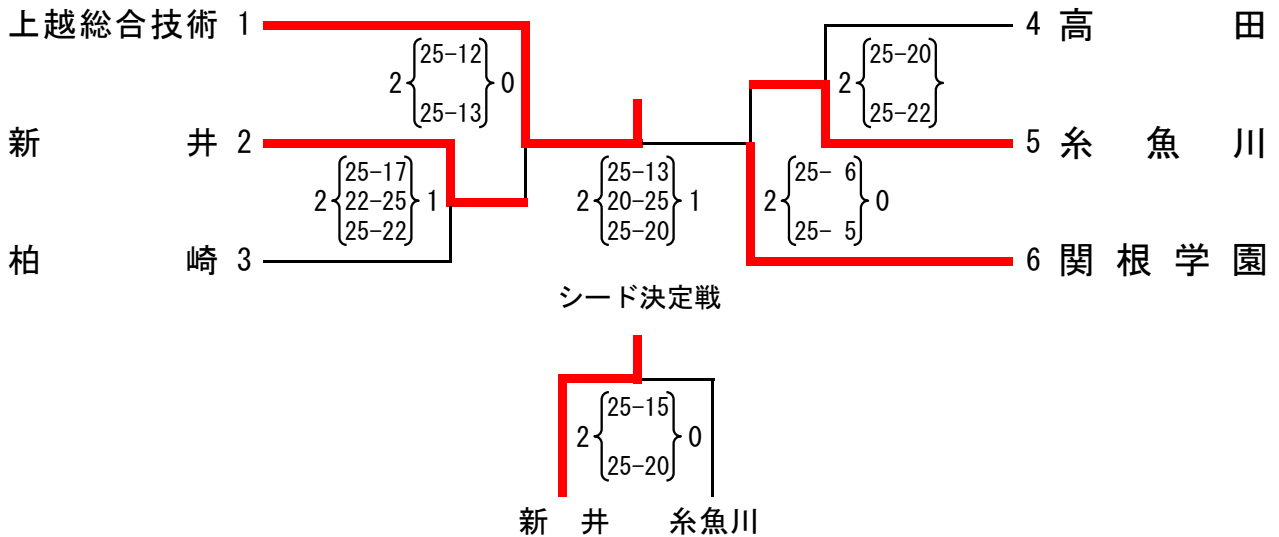 上越総合技術 1
4 高 田
25-12
2 0
25-13
25-20
2
25-22
新 井 2
5 糸 魚 川
25-17
2 22-25 1
25-22
25-13
2 20-25 1
25-20
25- 6
2 0
25- 5
柏 崎 3
6 関 根 学 園
シード決定戦
25-15
2 0
25-20
新 井 糸魚川